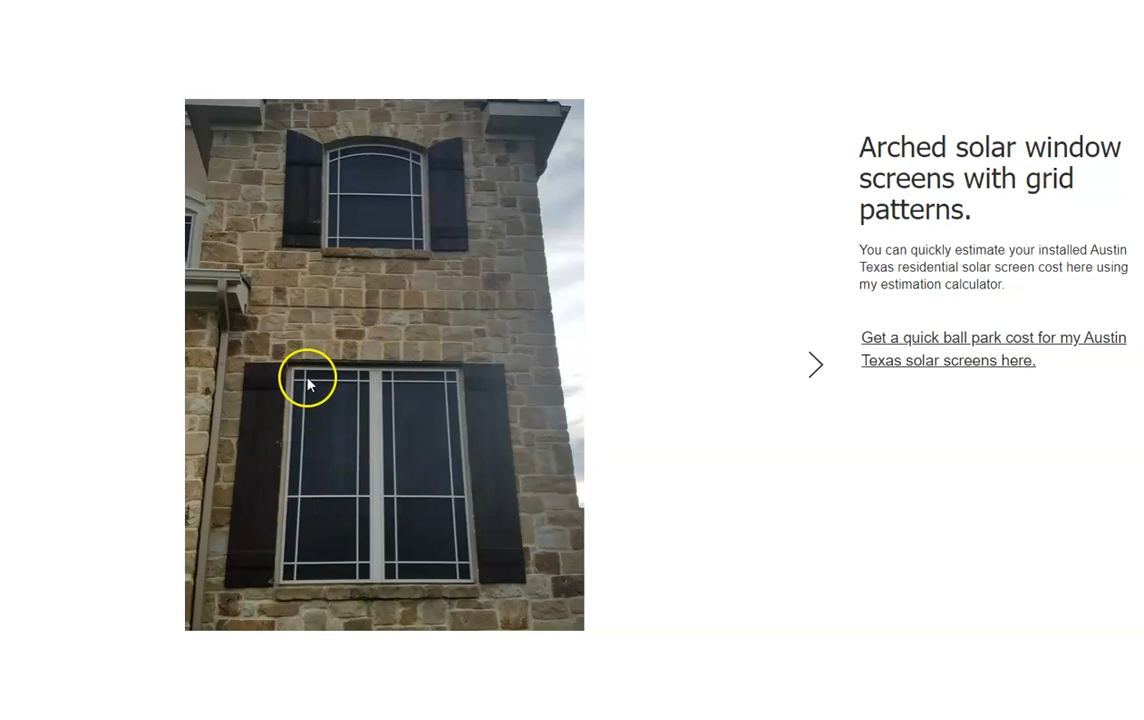 Arched solar window
screens with grid
patterns.
You can quickly estimate your installed Austin
Texas residential solar screen cost here using
my estimation calculator.
Get a quick ball park cost for my Austin
Texas solar screens here.